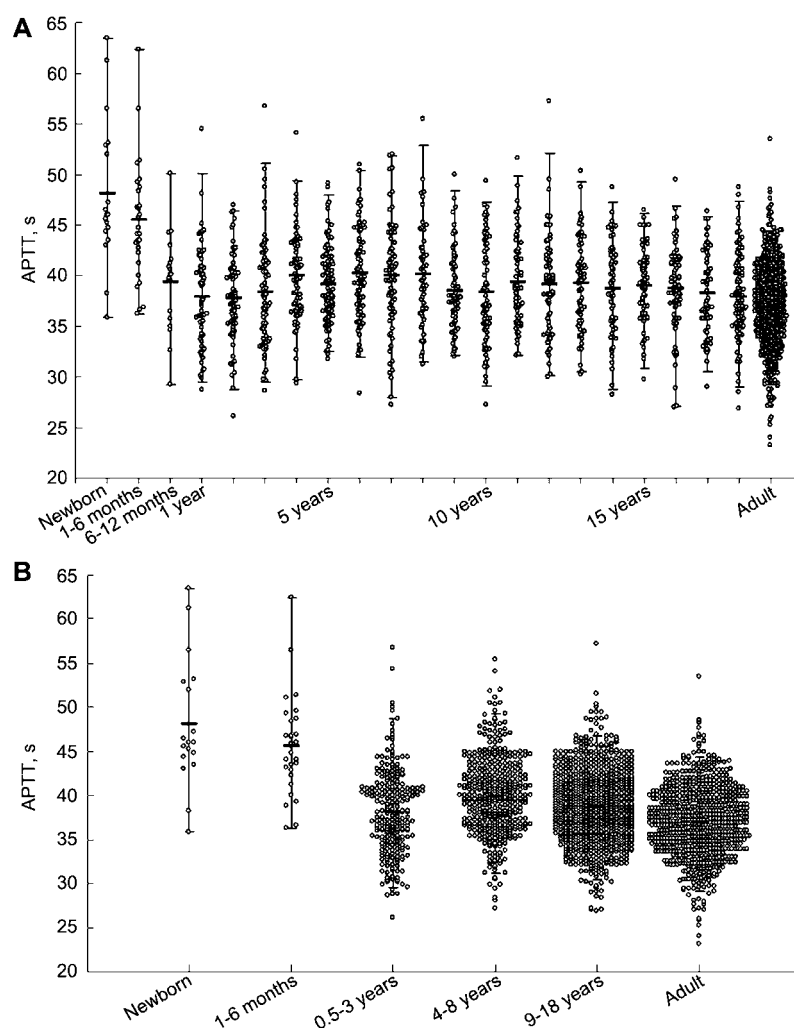 A
65
60
55
50
45
40
35
30
25
20
APTT, s
Newborn
1-6 months
6-12 months
1 year
5 years
10 years
15 years
Adult
B
65
60
55
50
45
40
35
30
25
20
APTT, s
Newborn
1-6 months
0.5-3 years
4-8 years
9-18 years
Adult